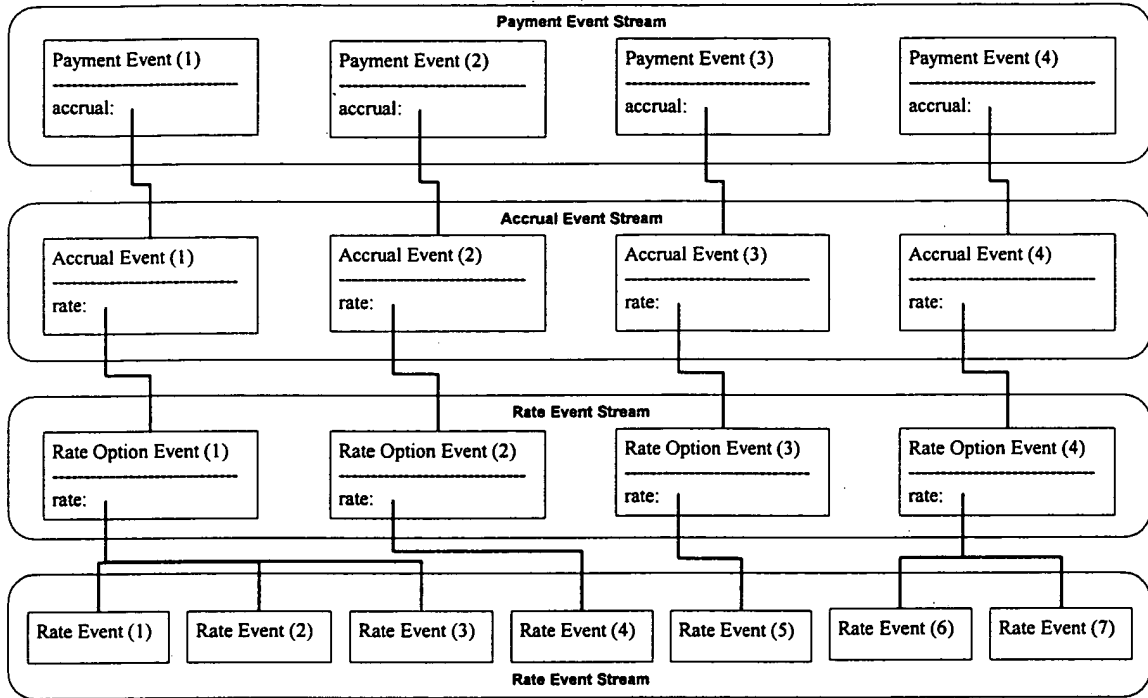 Payment Event Stream
Payment Event (1)
accrual:
Payment Event (2)
accrual:
Payment Event (3)
accrual:
Payment Event (4)
accrual:
Accrual Event Stream
Accrual Event (1)
rate:
Accrual Event (2)
rate:
Accrual Event (3)
rate:
Accrual Event (4)
rate:
Rate Event Stream
Rate Option Event (1)
rate:
Rate Option Event (2)
rate:
Rate Option Event (3)
rate:
Rate Option Event (4)
rate:
Rate Event (1)
Rate Event (2)
Rate Event (3)
Rate Event (4)
Rate Event (5)
Rate Event (6)
Rate Event (7)
Rate Event Stream